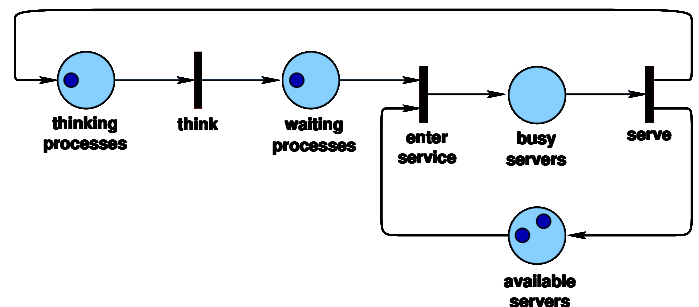 thinking
processes
think
waiting
processes
enter
service
busy
servers
serve
available
servers